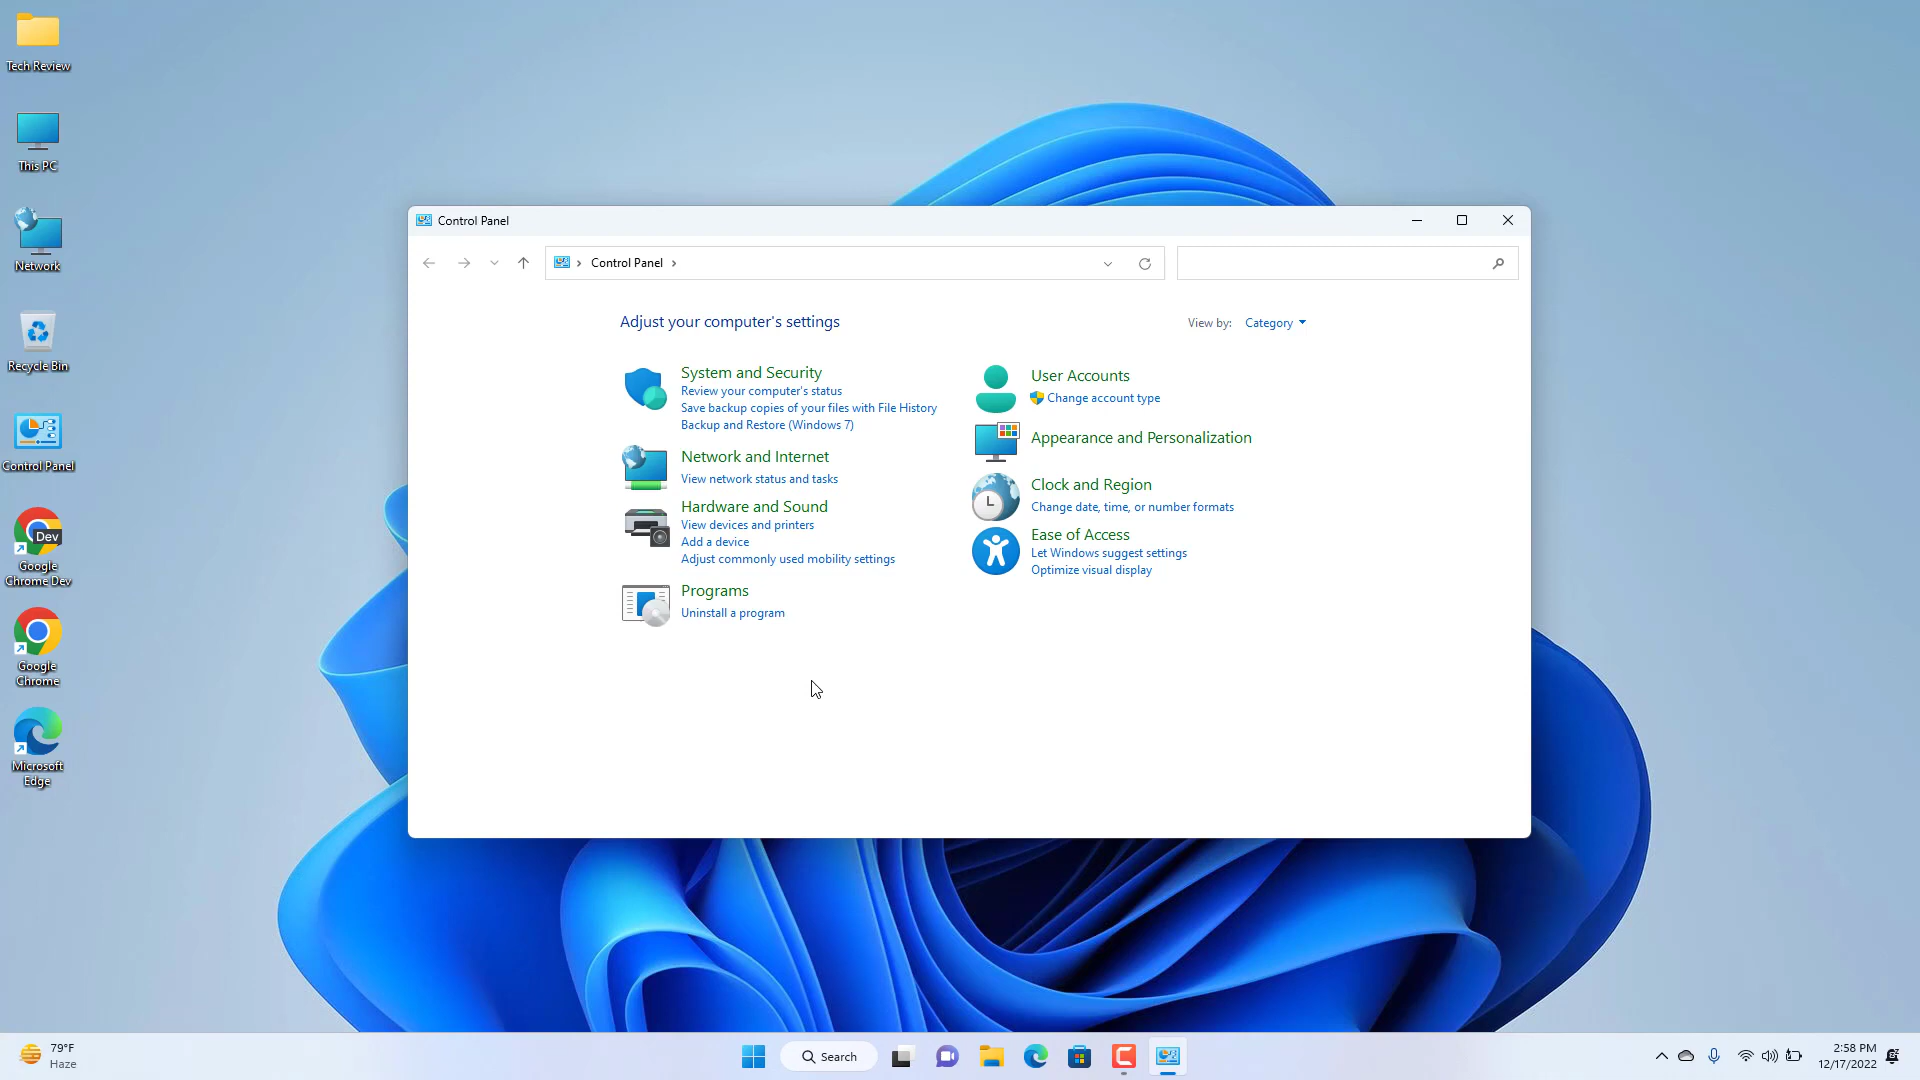 Tech Review
This PC
Network
Recycle Bin
Control Panel
Dev
Google
Chrome Dev
Google
Chrome
Microsoft
Edge
Control Panel
Control Panel
Adjust your computer's settings
View by: Category
System and Security
Review your computer's status
Save backup copies of your files with File History
Backup and Restore (Windows 7)
Network and Internet
View network status and tasks
Hardware and Sound
View devices and printers
Add a device
Adjust commonly used mobility settings
Programs
Uninstall a program
User Accounts
Change account type
Appearance and Personalization
Clock and Region
Change date, time, or number formats
Ease of Access
Let Windows suggest settings
Optimize visual display
79°F
Haze
Search
2:58 PM
12/17/2022